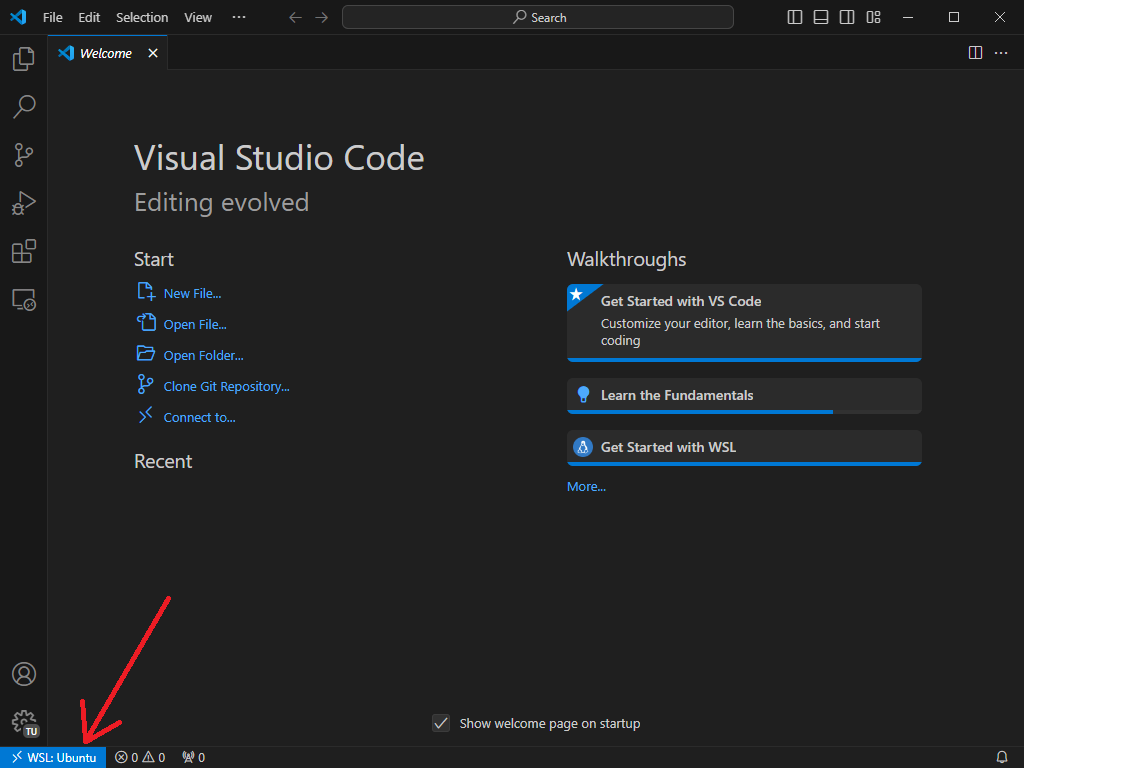 File Edit Selection View ··· Search
Welcome
Visual Studio Code
Editing evolved
Start
New File...
Open File...
Open Folder...
Clone Git Repository...
Connect to...
Recent
Walkthroughs
Get Started with VS Code
Customize your editor, learn the basics, and start
coding
Learn the Fundamentals
Get Started with WSL
More...
Show welcome page on startup
TU
WSL: Ubuntu 0 0 0